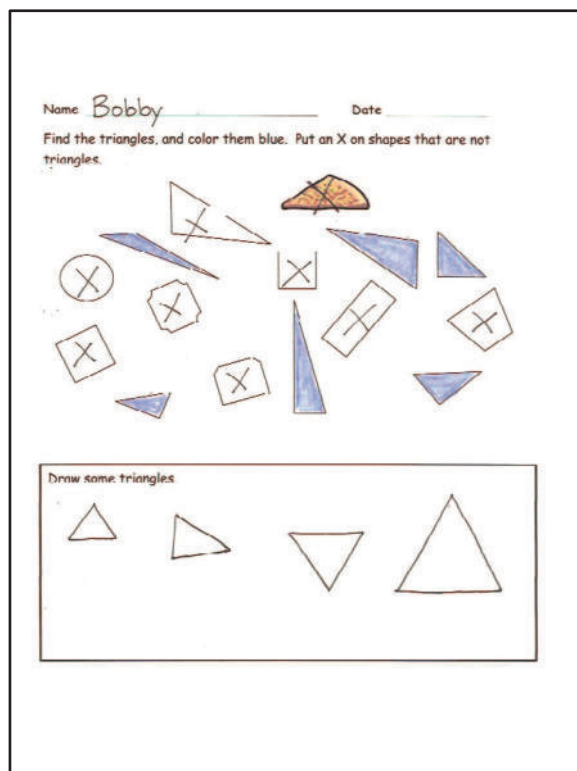 Name Bobby Date
Find the triangles, and color them blue. Put an X on shapes that are not
triangles.
Draw some triangles